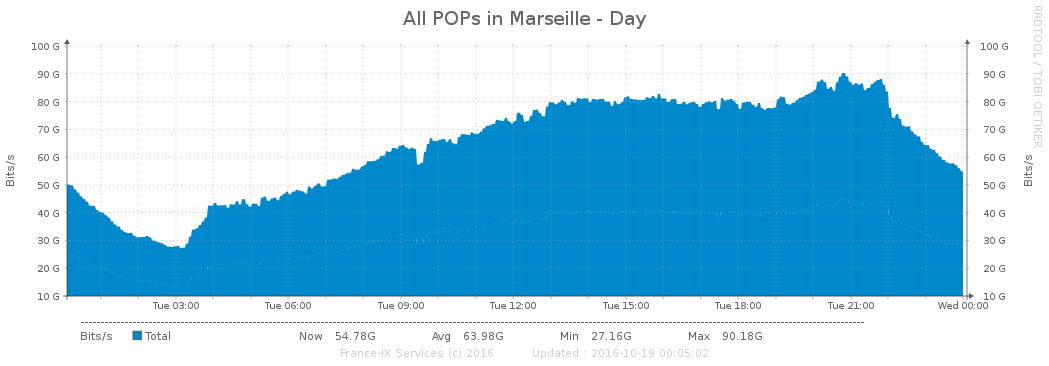 All POPs in Marseille - Day
RRDTOOL / TOBI OETIKER
Bits/s
100 G 100 G
90 G 90 G
80 G 80 G
70 G 70 G
60 G 60 G
50 G 50 G
40 G 40 G
30 G 30 G
20 G 20 G
10 G 10 G
Bits/s
Tue 03:00 Tue 06:00 Tue 09:00 Tue 12:00 Tue 15:00 Tue 18:00 Tue 21:00 Wed 00:00
Bits/s Total Now 54.78G Avg 63.98G Min 27.16G Max 90.18G
France-IX Services (c) 2016 Updated : 2016-10-19 00:05:02